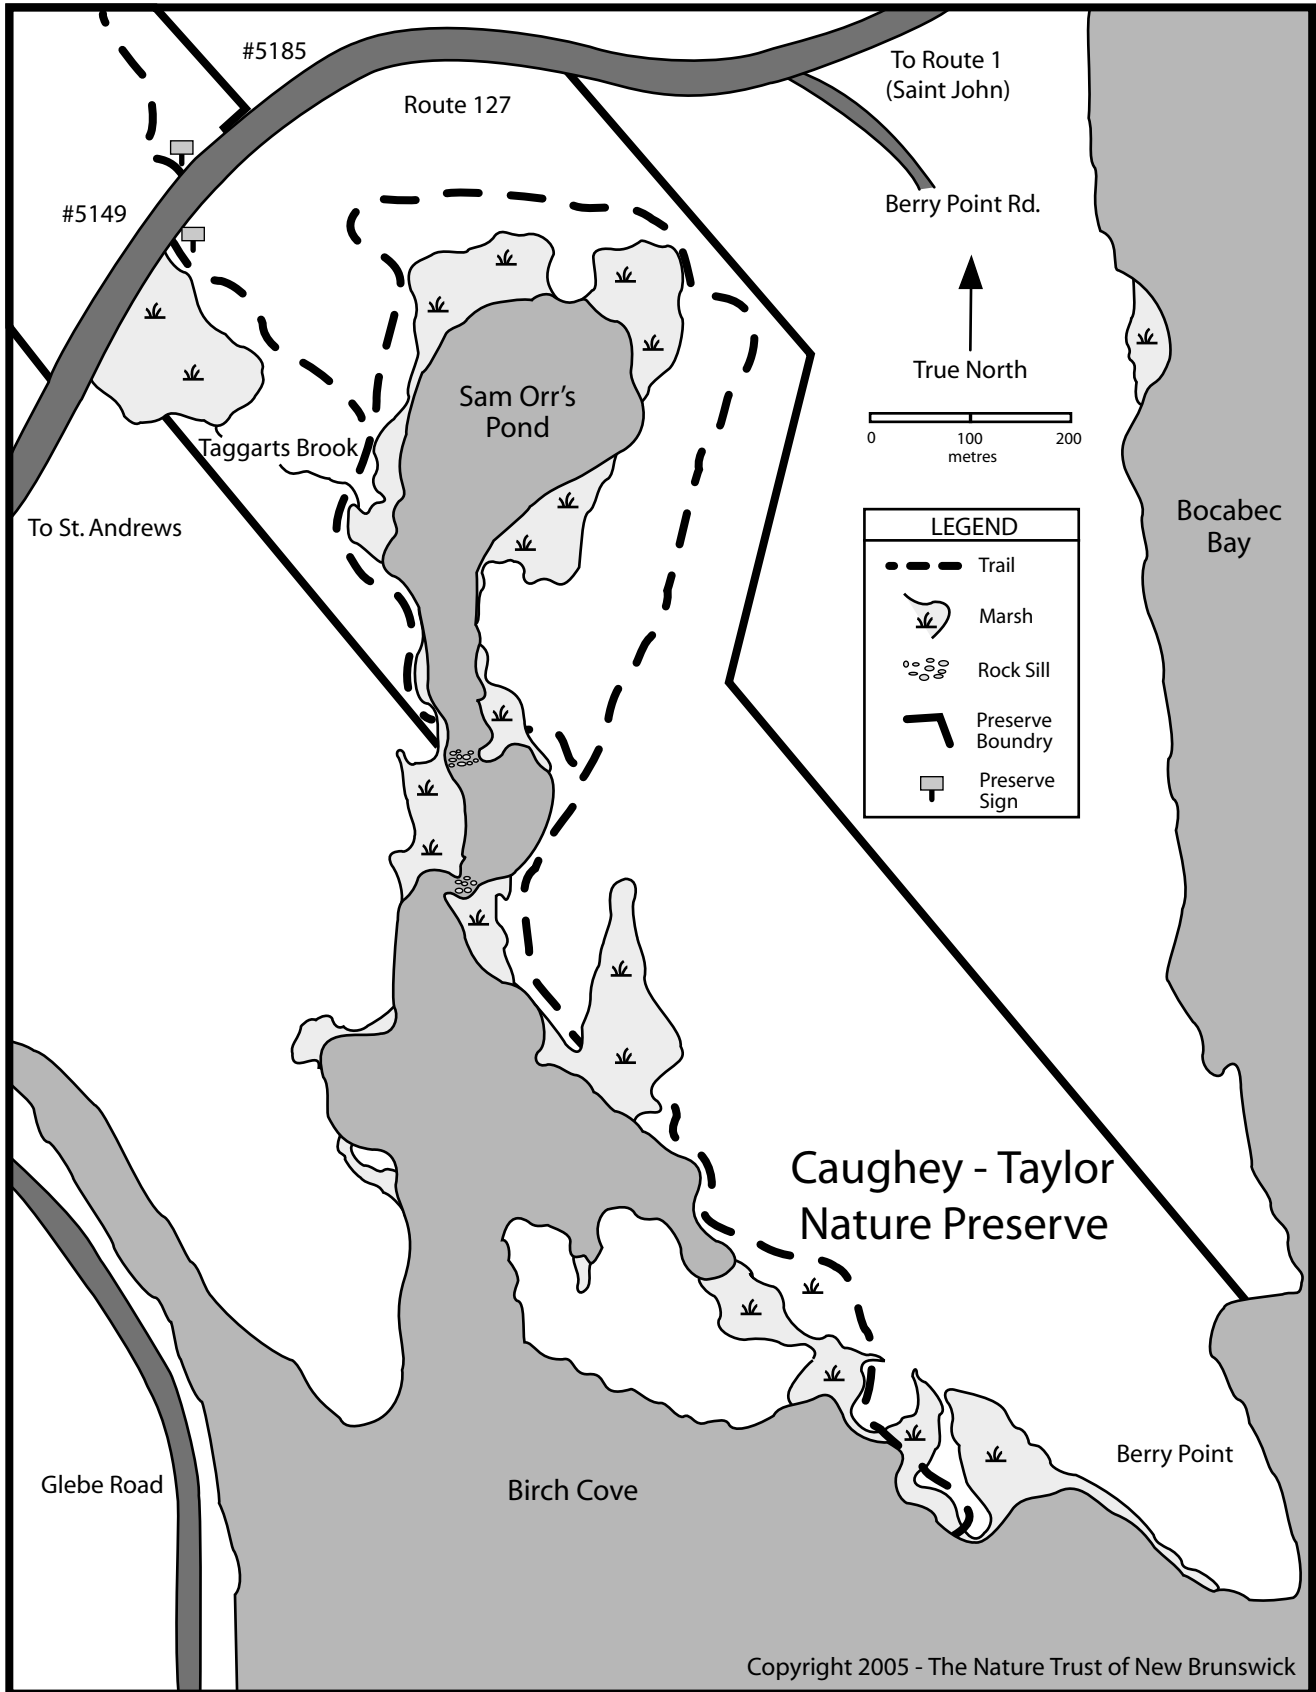 #5185
To Route 1
(Saint John)
Route 127
Berry Point Rd.
#5149
True North
0 100 200
metres
Sam Orr's
Pond
Taggarts Brook
To St. Andrews
Bocabec
Bay
LEGEND
Trail
Marsh
Rock Sill
Preserve
Boundry
Preserve
Sign
Caughey - Taylor
Nature Preserve
Berry Point
Glebe Road
Birch Cove
Copyright 2005 - The Nature Trust of New Brunswick